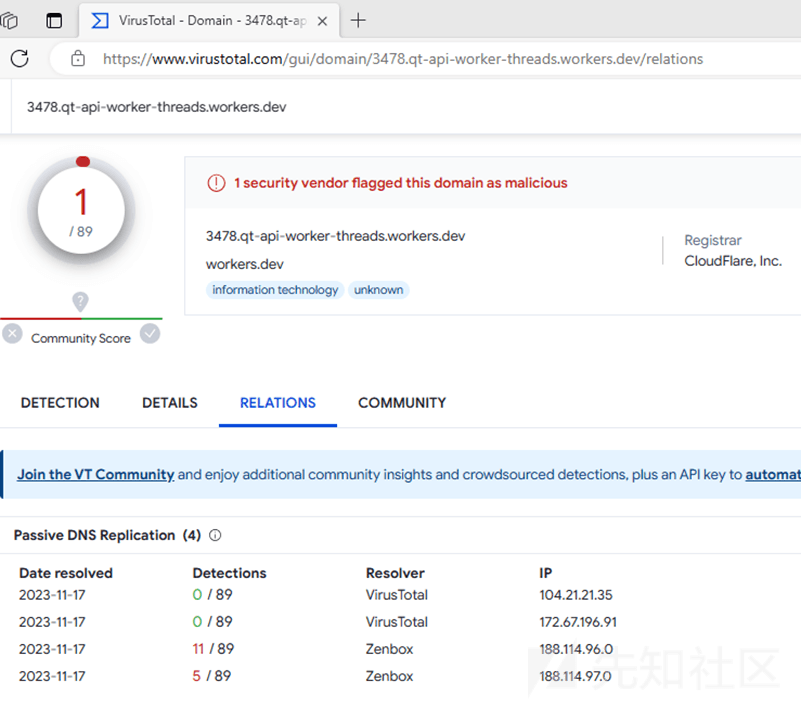 VirusTotal - Domain - 3478.qt-ap
https://www.virustotal.com/gui/domain/3478.qt-api-worker-threads.workers.dev/relations
3478.qt-api-worker-threads.workers.dev
1
/ 89
1 security vendor flagged this domain as malicious
3478.qt-api-worker-threads.workers.dev
workers.dev
information technology unknown
Registrar
CloudFlare, Inc.
?
Community Score
DETECTION DETAILS RELATIONS COMMUNITY
Join the VT Community and enjoy additional community insights and crowdsourced detections, plus an API key to automat
Passive DNS Replication (4)
Date resolved Detections Resolver IP
2023-11-17 0 / 89 VirusTotal 104.21.21.35
2023-11-17 0 / 89 VirusTotal 172.67.196.91
2023-11-17 11 / 89 Zenbox 188.114.96.0
2023-11-17 5 / 89 Zenbox 188.114.97.0
先知社区